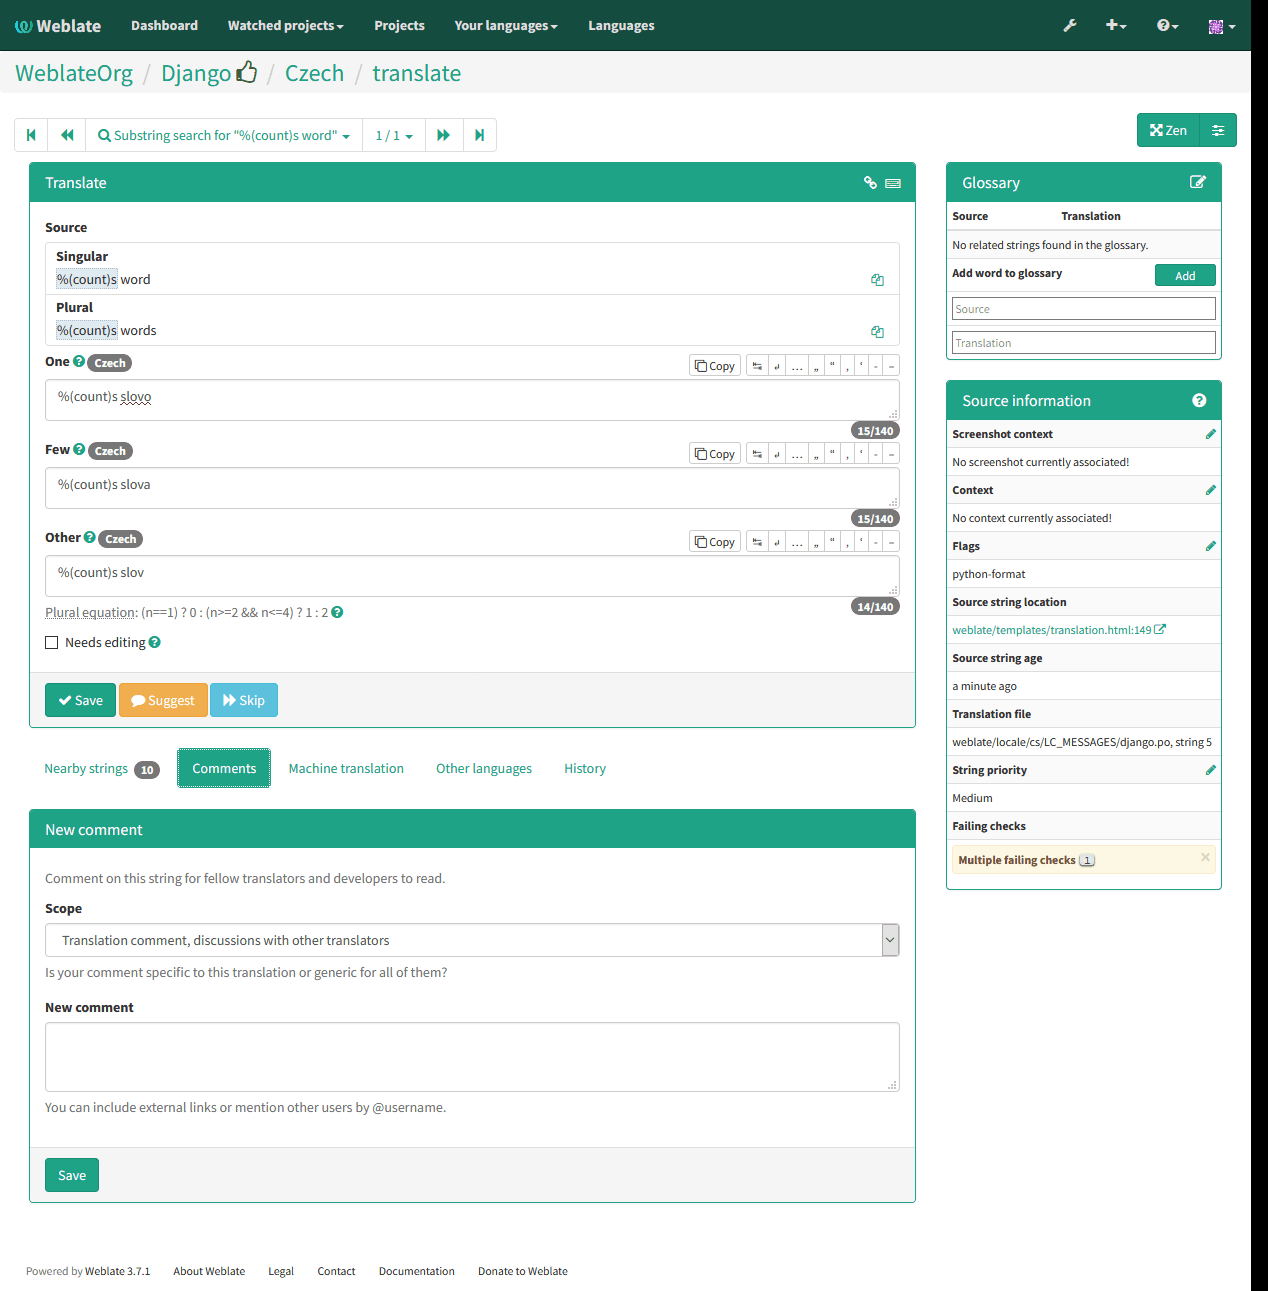 Weblate Dashboard Watched projects Projects Your languages Languages
WeblateOrg / Django / Czech / translate
Substring search for "%(count)s word" 1 / 1 Zen
Translate
Source
Singular
%(count)s word
Plural
%(count)s words
One Czech Copy … „ “ ‚ ‘ - –
%(count)s slovo
15/140
Few Czech Copy … „ “ ‚ ‘ - –
%(count)s slova
15/140
Other Czech Copy … „ “ ‚ ‘ - –
%(count)s slov
14/140
Plural equation: (n==1) ? 0 : (n>=2 && n<=4) ? 1 : 2
Needs editing
Save Suggest Skip
Nearby strings 10 Comments Machine translation Other languages History
New comment
Comment on this string for fellow translators and developers to read.
Scope
Translation comment, discussions with other translators
Is your comment specific to this translation or generic for all of them?
New comment
You can include external links or mention other users by @username.
Save
Glossary
Source Translation
No related strings found in the glossary.
Add word to glossary Add
Source
Translation
Source information
Screenshot context
No screenshot currently associated!
Context
No context currently associated!
Flags
python-format
Source string location
weblate/templates/translation.html:149
Source string age
a minute ago
Translation file
weblate/locale/cs/LC_MESSAGES/django.po, string 5
String priority
Medium
Failing checks
Multiple failing checks 1 ×
Powered by Weblate 3.7.1 About Weblate Legal Contact Documentation Donate to Weblate